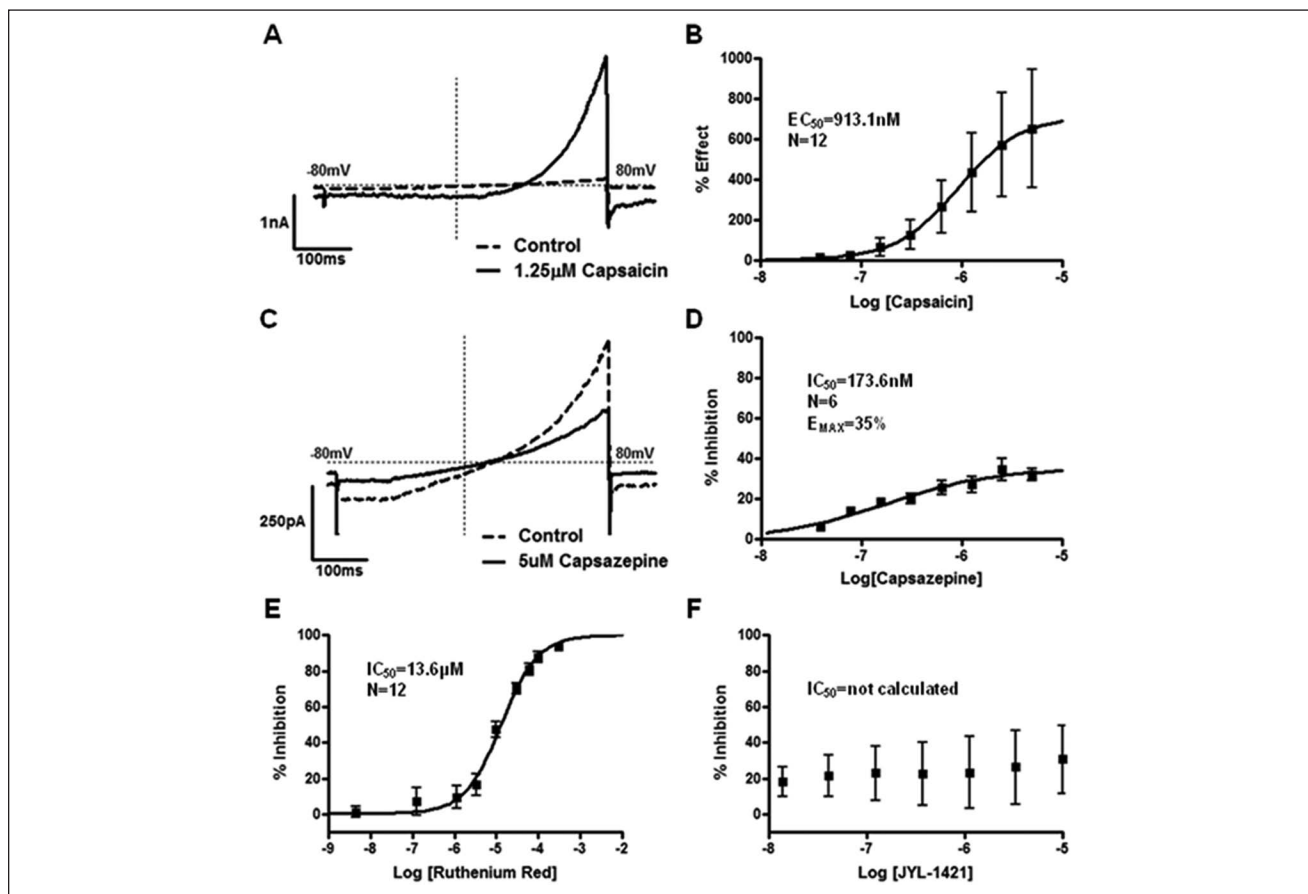 A
-80mV
80mV
1nA
100ms
Control
1.25µM Capsaicin
B
1000
800
600
400
200
0
% Effect
EC50=913.1nM
N=12
-8 -7 -6 -5
Log [Capsaicin]
C
-80mV
80mV
250pA
100ms
Control
5uM Capsazepine
D
100
80
60
40
20
0
% Inhibition
IC50=173.6nM
N=6
EMAX=35%
-8 -7 -6 -5
Log[Capsazepine]
E
100
80
60
40
20
0
% Inhibition
IC50=13.6µM
N=12
-9 -8 -7 -6 -5 -4 -3 -2
Log [Ruthenium Red]
F
100
80
60
40
20
0
% Inhibition
IC50=not calculated
-8 -7 -6 -5
Log [JYL-1421]